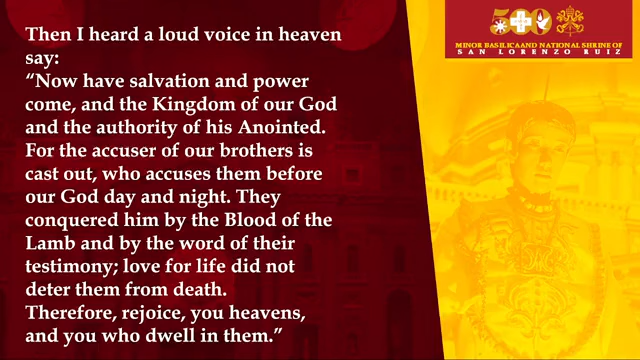 Then I heard a loud voice in heaven
say:
“Now have salvation and power
come, and the Kingdom of our God
and the authority of his Anointed.
For the accuser of our brothers is
cast out, who accuses them before
our God day and night. They
conquered him by the Blood of the
Lamb and by the word of their
testimony; love for life did not
deter them from death.
Therefore, rejoice, you heavens,
and you who dwell in them.”
500
MINOR BASILICA AND NATIONAL SHRINE OF
SAN LORENZO RUIZ